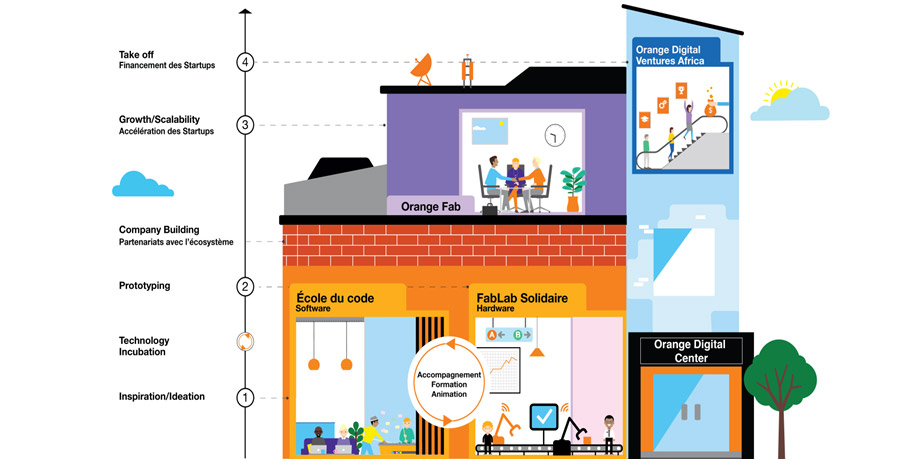 Take off
Financement des Startups
4
Growth/Scalability
Accélération des Startups
3
Company Building
Partenariats avec l'écosystème
Prototyping
2
Technology
Incubation
Inspiration/Ideation
1
Orange Digital
Ventures Africa
$
Orange Fab
École du code
Software
FabLab Solidaire
Hardware
A
B
Accompagnement
Formation
Animation
Orange Digital
Center